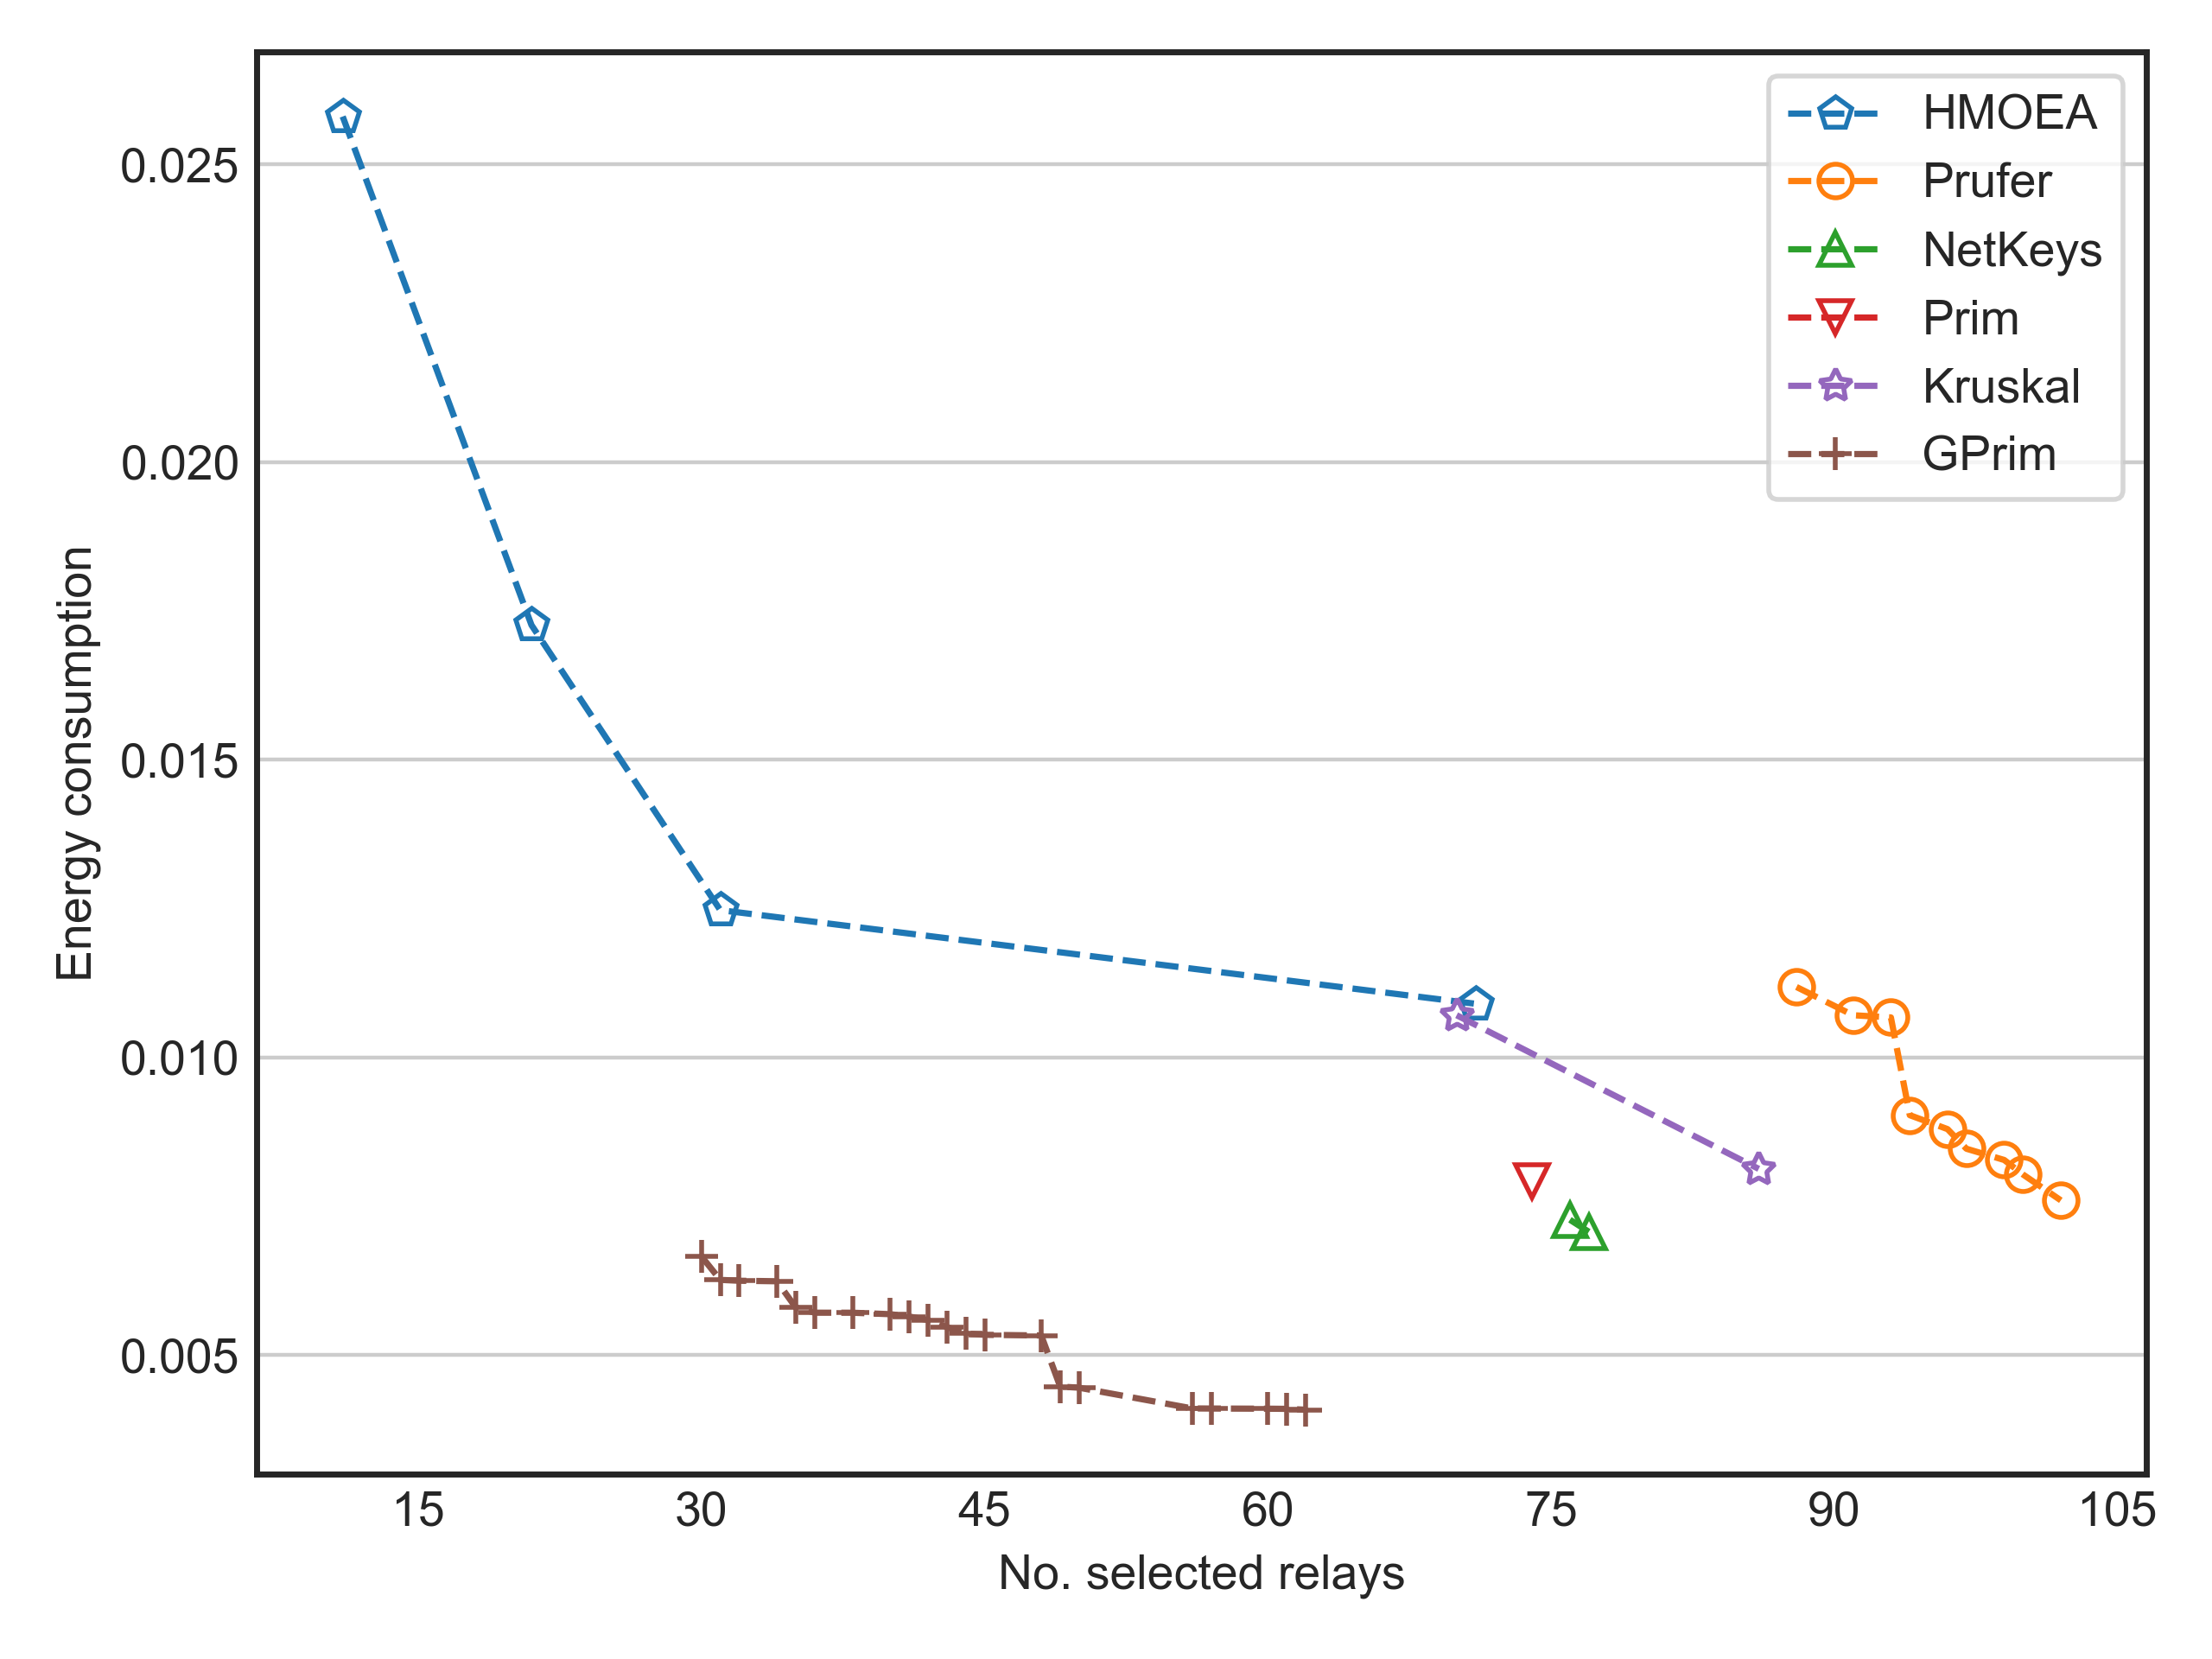 HMOEA
Prufer
NetKeys
Prim
Kruskal
GPrim
0.025
0.020
0.015
0.010
0.005
Energy consumption
15 30 45 60 75 90 105
No. selected relays